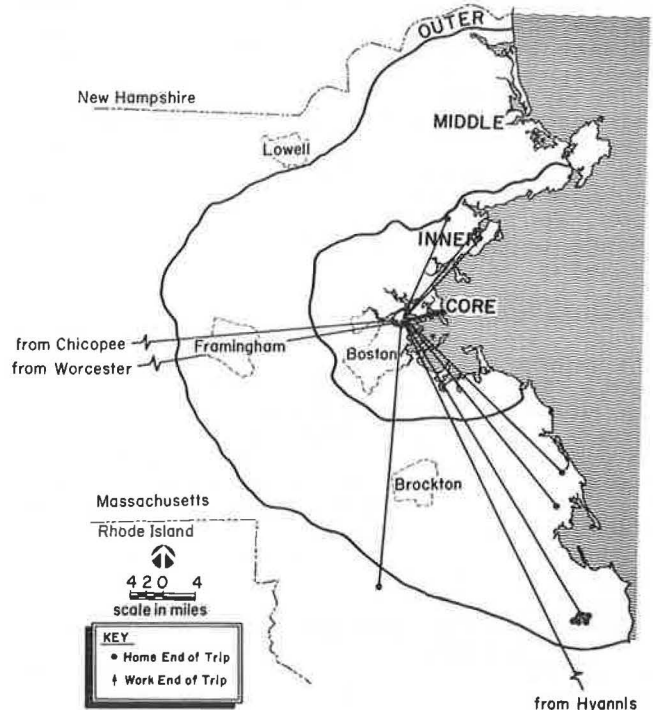 OUTER
New Hampshire
MIDDLE
Lowell
INNER
CORE
from Chicopee
Framingham
Boston
from Worcester
Brockton
Massachusetts
Rhode Island
4 2 0 4
scale in miles
KEY
Home End of Trip
Work End of Trip
from Hyannis